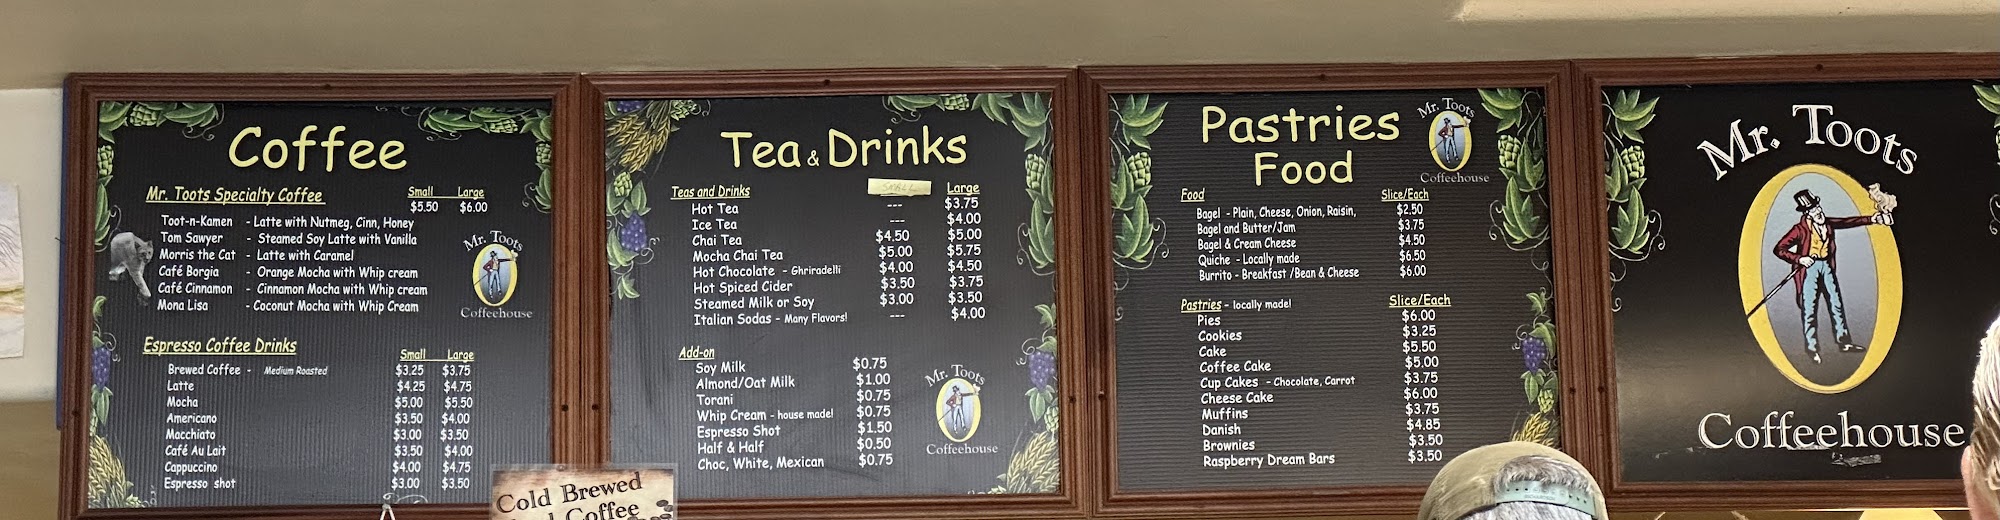 Coffee
Mr. Toots Specialty Coffee Small Large
$5.50 $6.00
Toot-n-Kamen - Latte with Nutmeg, Cinn, Honey
Tom Sawyer - Steamed Soy Latte with Vanilla
Morris the Cat - Latte with Caramel
Café Borgia - Orange Mocha with Whip cream
Café Cinnamon - Cinnamon Mocha with Whip cream
Mona Lisa - Coconut Mocha with Whip Cream
Mr. Toots
Coffeehouse
Espresso Coffee Drinks Small Large
Brewed Coffee - Medium Roasted $3.25 $3.75
Latte $4.25 $4.75
Mocha $5.00 $5.50
Americano $3.50 $4.00
Macchiato $3.00 $3.50
Café Au Lait $3.50 $4.00
Cappuccino $4.00 $4.75
Espresso shot $3.00 $3.50
Cold Brewed
Coffee
Tea & Drinks
Teas and Drinks SMALL Large
Hot Tea --- $3.75
Ice Tea --- $4.00
Chai Tea $4.50 $5.00
Mocha Chai Tea $5.00 $5.75
Hot Chocolate - Ghriradelli $4.00 $4.50
Hot Spiced Cider $3.50 $3.75
Steamed Milk or Soy $3.00 $3.50
Italian Sodas - Many Flavors! --- $4.00
Add-on
Soy Milk $0.75
Almond/Oat Milk $1.00
Torani $0.75
Whip Cream - house made! $0.75
Espresso Shot $1.50
Half & Half $0.50
Choc, White, Mexican $0.75
Mr. Toots
Coffeehouse
Pastries
Food
Mr. Toots
Coffeehouse
Food Slice/Each
Bagel - Plain, Cheese, Onion, Raisin, $2.50
Bagel and Butter/Jam $3.75
Bagel & Cream Cheese $4.50
Quiche - Locally made $6.50
Burrito - Breakfast /Bean & Cheese $6.00
Pastries - locally made! Slice/Each
Pies $6.00
Cookies $3.25
Cake $5.50
Coffee Cake $5.00
Cup Cakes - Chocolate, Carrot $3.75
Cheese Cake $6.00
Muffins $3.75
Danish $4.85
Brownies $3.50
Raspberry Dream Bars $3.50
Mr. Toots
Coffeehouse